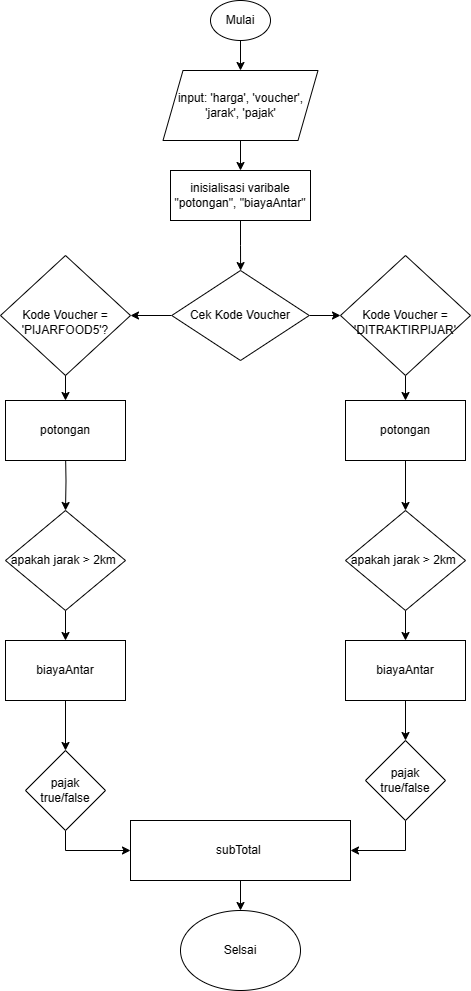 Mulai
input: 'harga', 'voucher',
'jarak', 'pajak'
inisialisasi varibale
"potongan", "biayaAntar"
Cek Kode Voucher
Kode Voucher =
'PIJARFOOD5'?
Kode Voucher =
'DITRAKTIRPIJAR'
potongan
potongan
apakah jarak > 2km
apakah jarak > 2km
biayaAntar
biayaAntar
pajak
true/false
pajak
true/false
subTotal
Selsai